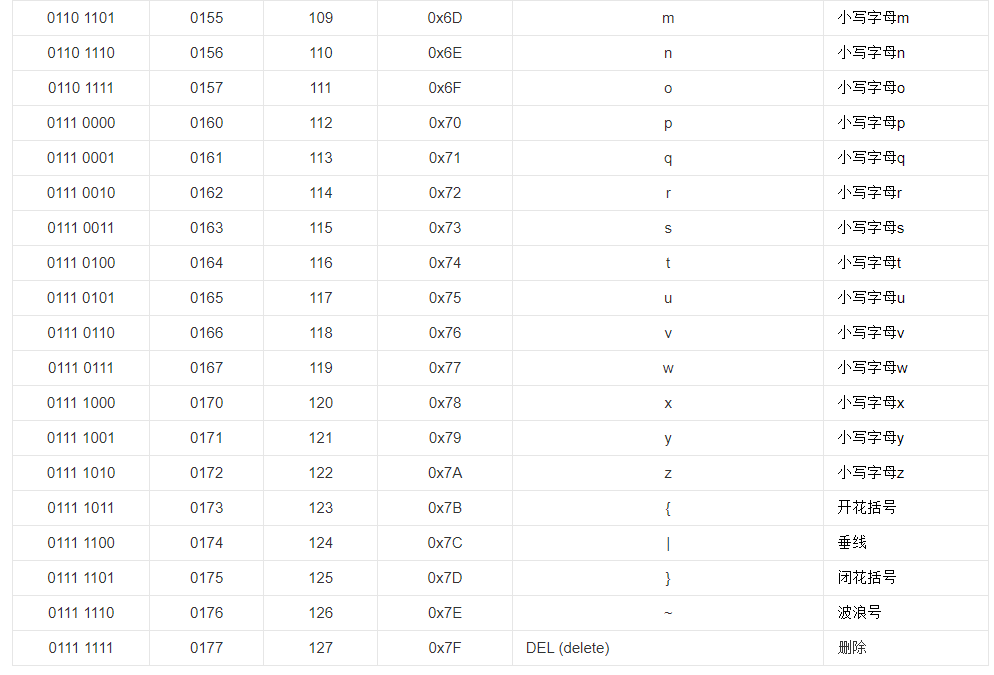 0110 1101 0155 109 0x6D m 小写字母m
0110 1110 0156 110 0x6E n 小写字母n
0110 1111 0157 111 0x6F o 小写字母o
0111 0000 0160 112 0x70 p 小写字母p
0111 0001 0161 113 0x71 q 小写字母q
0111 0010 0162 114 0x72 r 小写字母r
0111 0011 0163 115 0x73 s 小写字母s
0111 0100 0164 116 0x74 t 小写字母t
0111 0101 0165 117 0x75 u 小写字母u
0111 0110 0166 118 0x76 v 小写字母v
0111 0111 0167 119 0x77 w 小写字母w
0111 1000 0170 120 0x78 x 小写字母x
0111 1001 0171 121 0x79 y 小写字母y
0111 1010 0172 122 0x7A z 小写字母z
0111 1011 0173 123 0x7B { 开花括号
0111 1100 0174 124 0x7C | 垂线
0111 1101 0175 125 0x7D } 闭花括号
0111 1110 0176 126 0x7E ~ 波浪号
0111 1111 0177 127 0x7F DEL (delete) 删除